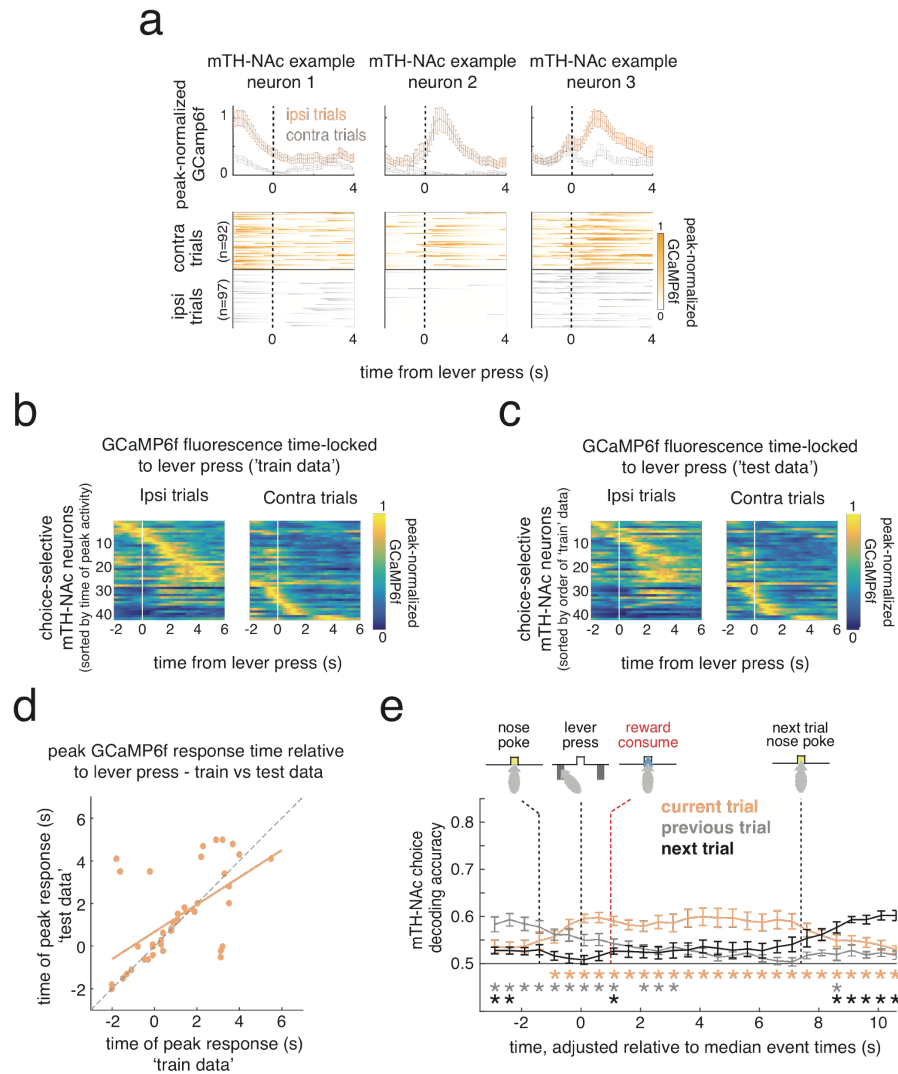 a
mTH-NAc example
neuron 1
mTH-NAc example
neuron 2
mTH-NAc example
neuron 3
peak-normalized
GCamp6f
1
0
ipsi trials
contra trials
0
4
0
4
0
4
contra
trials
(n=92)
ipsi
trials
(n=97)
0
4
0
4
0
4
1
0
GCaMP6f
peak-normalized
time from lever press (s)
b
GCaMP6f fluorescence time-locked
to lever press ('train data')
Ipsi trials
Contra trials
choice-selective
mTH-NAc neurons
(sorted by time of peak activity)
10
20
30
40
-2
0
2
4
6
-2
0
2
4
6
1
0
peak-normalized
GCaMP6f
time from lever press (s)
c
GCaMP6f fluorescence time-locked
to lever press ('test data')
Ipsi trials
Contra trials
choice-selective
mTH-NAc neurons
(sorted by order of 'train' data)
10
20
30
40
-2
0
2
4
6
-2
0
2
4
6
1
0
peak-normalized
GCaMP6f
time from lever press (s)
d
peak GCaMP6f response time relative
to lever press - train vs test data
time of peak response (s)
'test data'
6
4
2
0
-2
-2
0
2
4
6
time of peak response (s)
'train data'
e
nose
poke
lever
press
reward
consume
next trial
nose poke
current trial
previous trial
next trial
mTH-NAc choice
decoding accuracy
0.8
0.7
0.6
0.5
-2
0
2
4
6
8
10
time, adjusted relative to median event times (s)